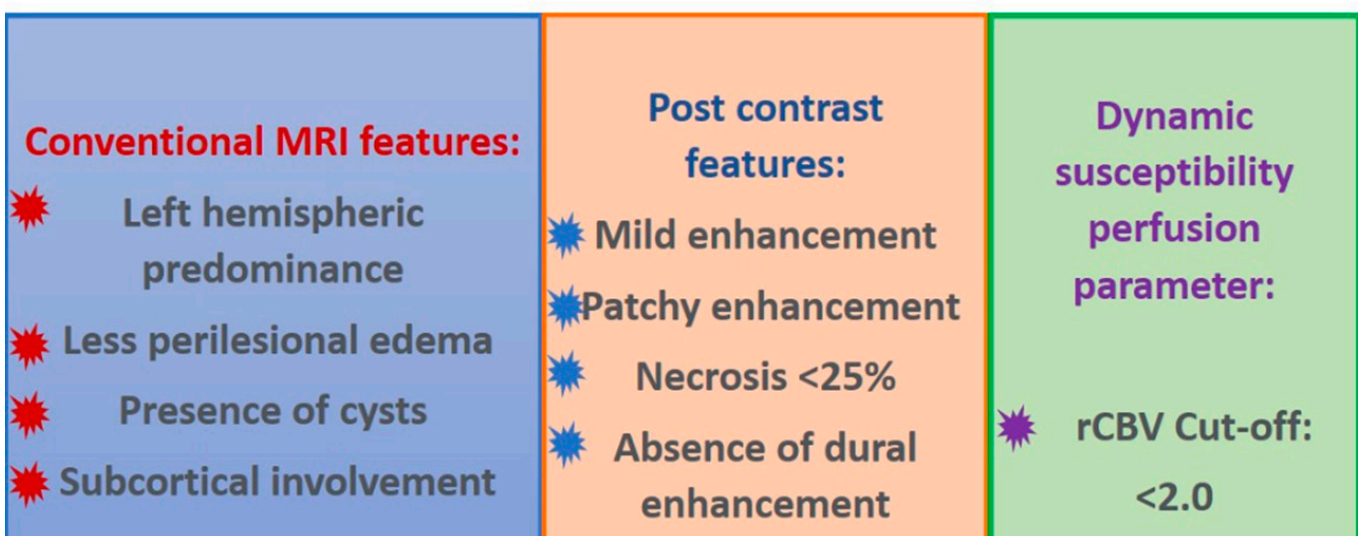 Conventional MRI features:
Left hemispheric
predominance
Less perilesional edema
Presence of cysts
Subcortical involvement
Post contrast
features:
Mild enhancement
Patchy enhancement
Necrosis <25%
Absence of dural
enhancement
Dynamic
susceptibility
perfusion
parameter:
rCBV Cut-off:
<2.0